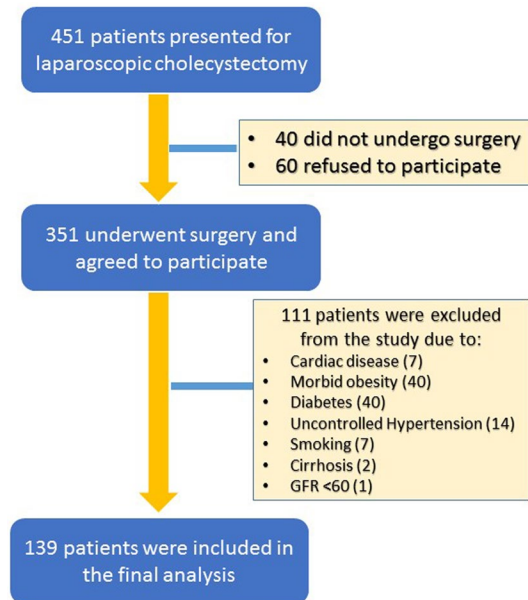 451 patients presented for
laparoscopic cholecystectomy
• 40 did not undergo surgery
• 60 refused to participate
351 underwent surgery and
agreed to participate
111 patients were excluded
from the study due to:
• Cardiac disease (7)
• Morbid obesity (40)
• Diabetes (40)
• Uncontrolled Hypertension (14)
• Smoking (7)
• Cirrhosis (2)
• GFR <60 (1)
139 patients were included in
the final analysis